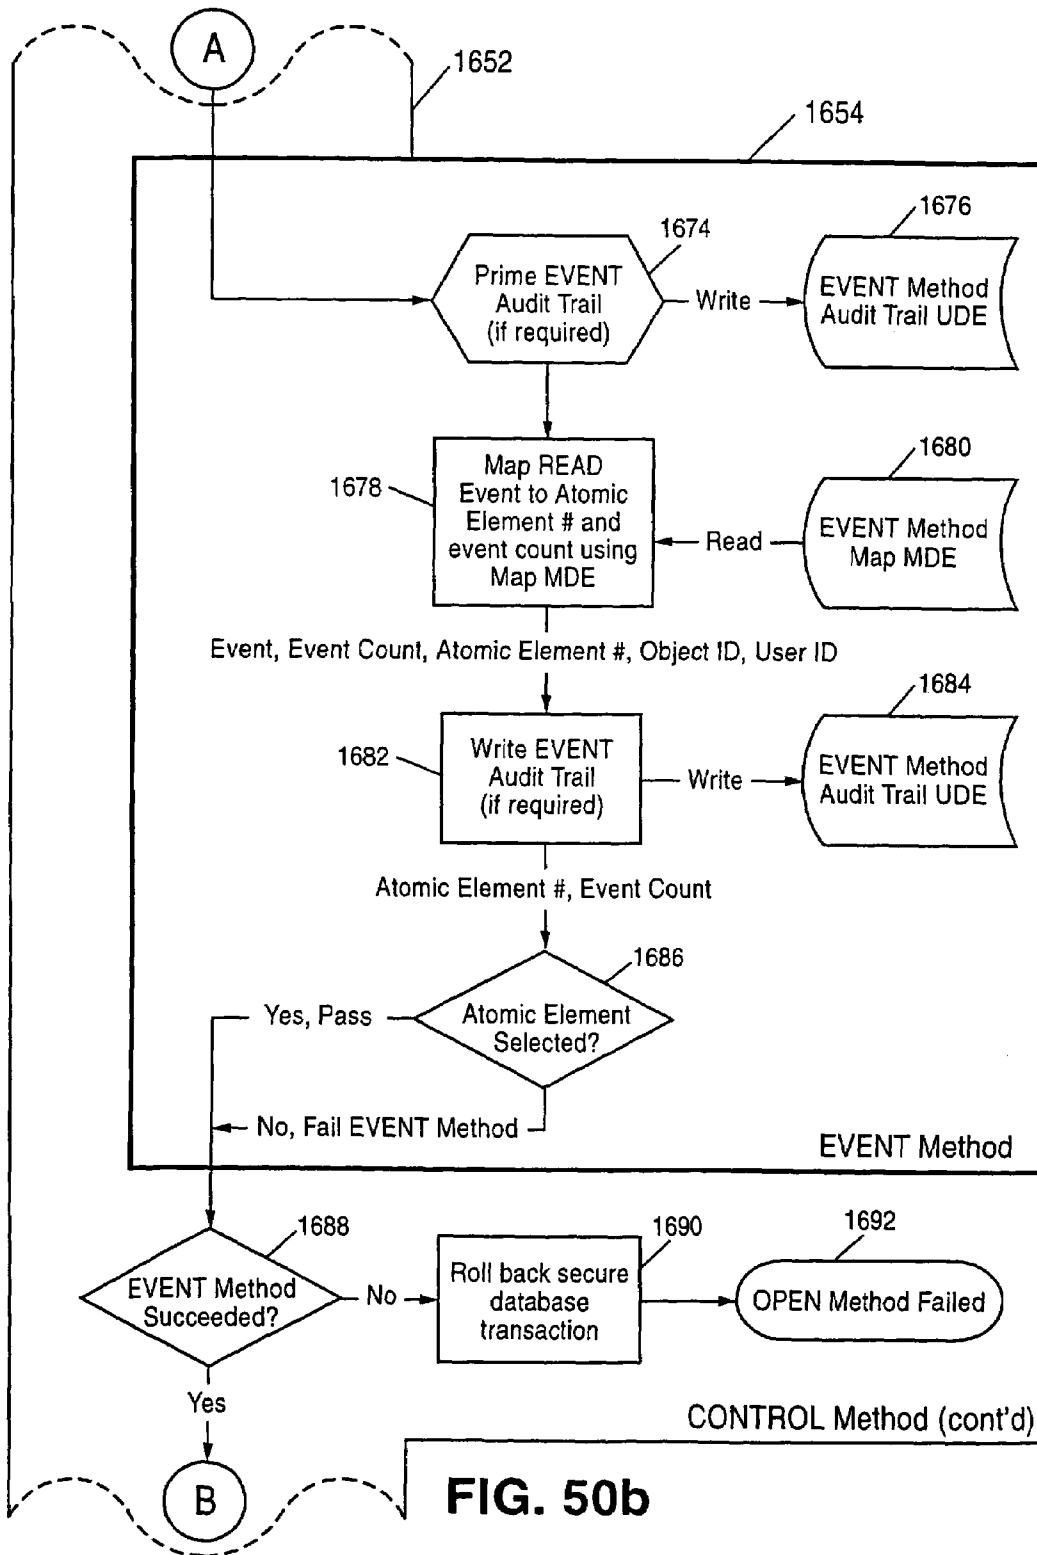 A
1652
1654
1674
1676
Prime EVENT
Audit Trail
(if required)
Write
EVENT Method
Audit Trail UDE
1678
1680
Map READ
Event to Atomic
Element # and
event count using
Map MDE
Read
EVENT Method
Map MDE
Event, Event Count, Atomic Element #, Object ID, User ID
1682
1684
Write EVENT
Audit Trail
(if required)
Write
EVENT Method
Audit Trail UDE
Atomic Element #, Event Count
1686
Yes, Pass
Atomic Element
Selected?
No, Fail EVENT Method
EVENT Method
1688
1690
1692
EVENT Method
Succeeded?
No
Roll back secure
database
transaction
OPEN Method Failed
Yes
CONTROL Method (cont'd)
B
FIG. 50b